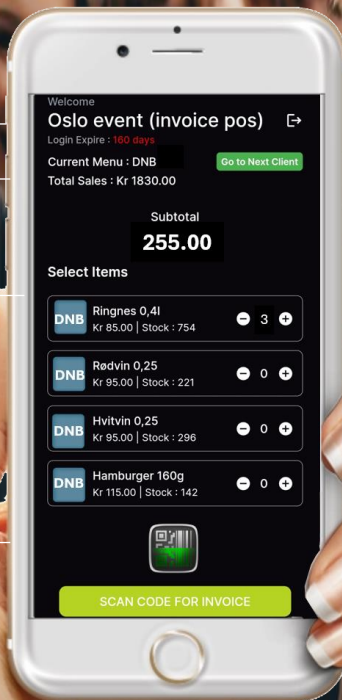 Welcome
Oslo event (invoice pos)
Login Expire : 160 days
Current Menu : DNB
Go to Next Client
Total Sales : Kr 1830.00
Subtotal
255.00
Select Items
DNB
Ringnes 0,4l
Kr 85.00 | Stock : 754
3
DNB
Rødvin 0,25
Kr 95.00 | Stock : 221
0
DNB
Hvitvin 0,25
Kr 95.00 | Stock : 296
0
DNB
Hamburger 160g
Kr 115.00 | Stock : 142
0
SCAN CODE FOR INVOICE